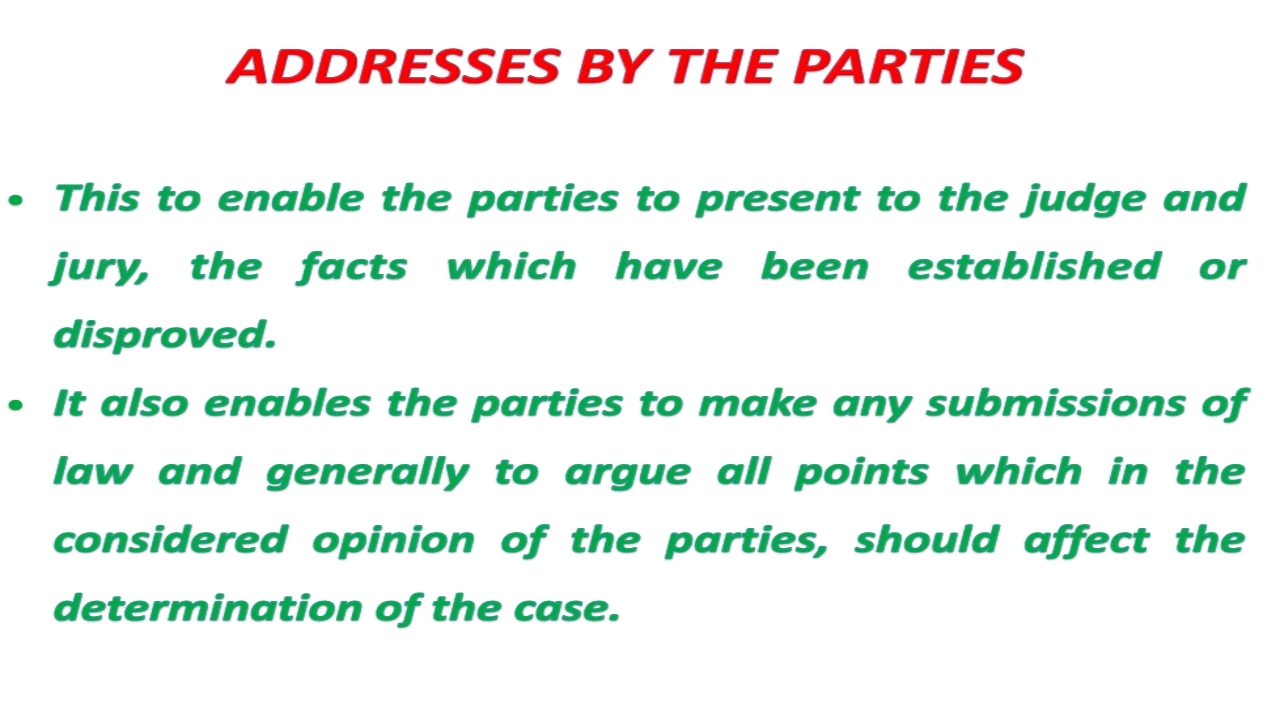 ADDRESSES BY THE PARTIES
• This to enable the parties to present to the judge and
jury, the facts which have been established or
disproved.
• It also enables the parties to make any submissions of
law and generally to argue all points which in the
considered opinion of the parties, should affect the
determination of the case.